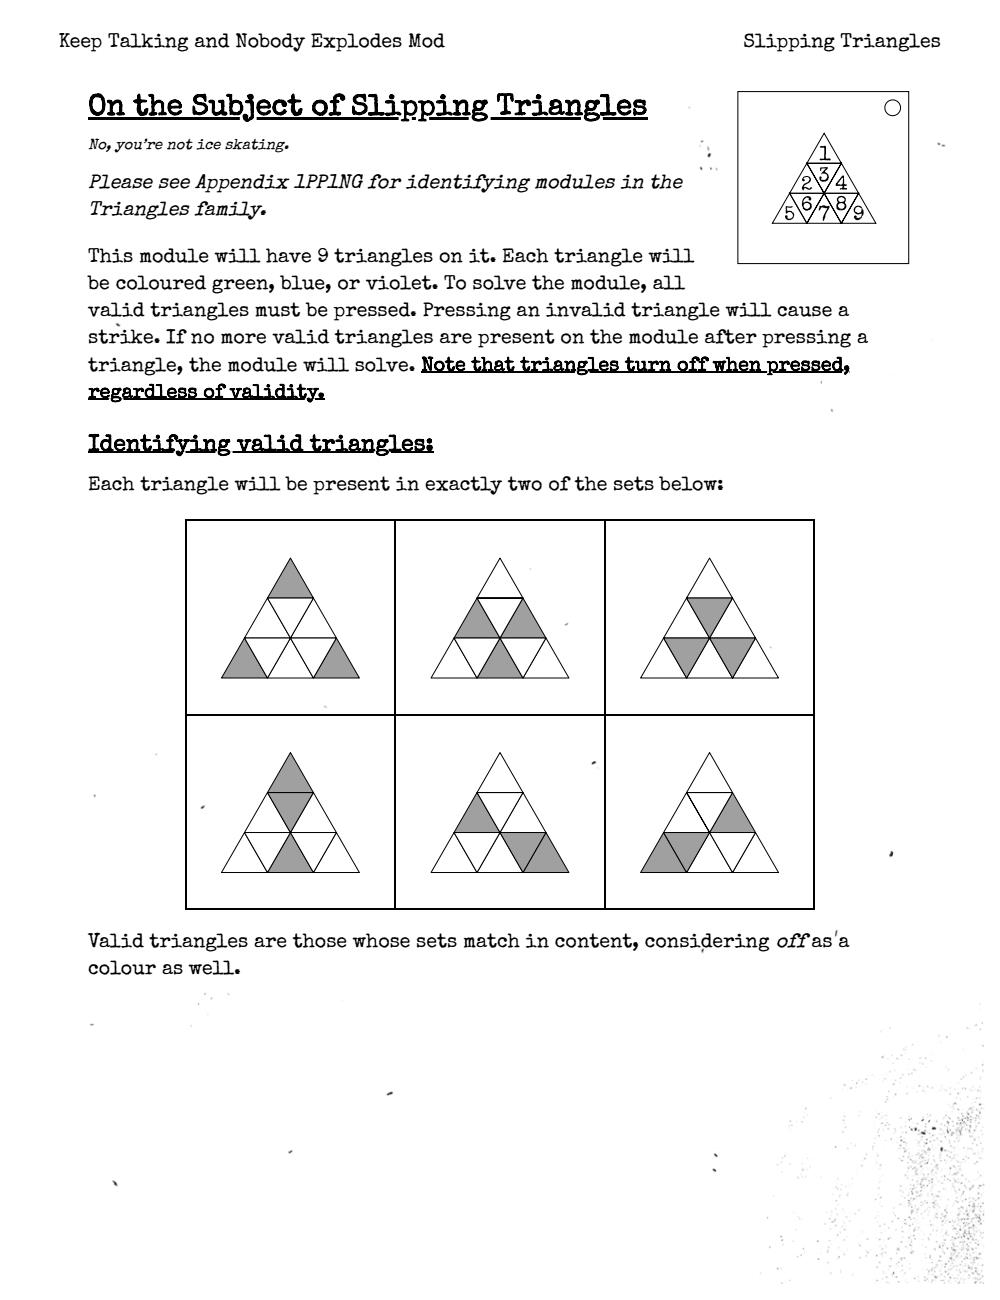 Keep Talking and Nobody Explodes Mod
Slipping Triangles
On the Subject of Slipping Triangles
No, you're not ice skating.
Please see Appendix 1PP1NG for identifying modules in the
Triangles family.
1
2 3 4
5 6 7 8 9
This module will have 9 triangles on it. Each triangle will
be coloured green, blue, or violet. To solve the module, all
valid triangles must be pressed. Pressing an invalid triangle will cause a
strike. If no more valid triangles are present on the module after pressing a
triangle, the module will solve. Note that triangles turn off when pressed,
regardless of validity.
Identifying valid triangles:
Each triangle will be present in exactly two of the sets below:
Valid triangles are those whose sets match in content, considering off as a
colour as well.